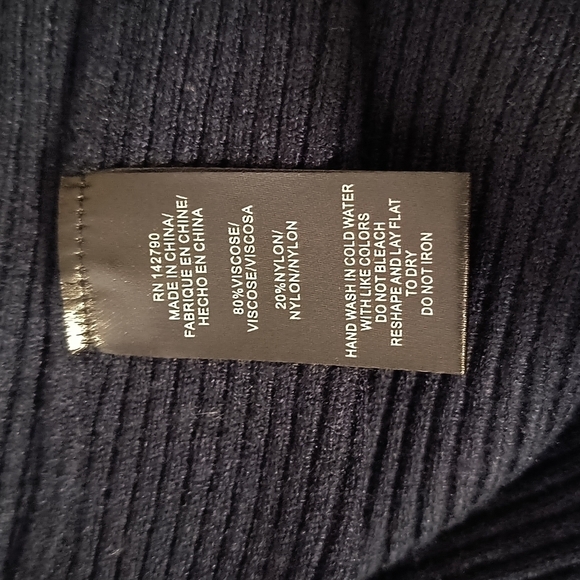 RN 142790
MADE IN CHINA/
FABRIQUE EN CHINE/
HECHO EN CHINA
80%VISCOSE/
VISCOSE/VISCOSA
20%NYLON/
NYLON/NYLON
HAND WASH IN COLD WATER
WITH LIKE COLORS
DO NOT BLEACH
RESHAPE AND LAY FLAT
TO DRY
DO NOT IRON